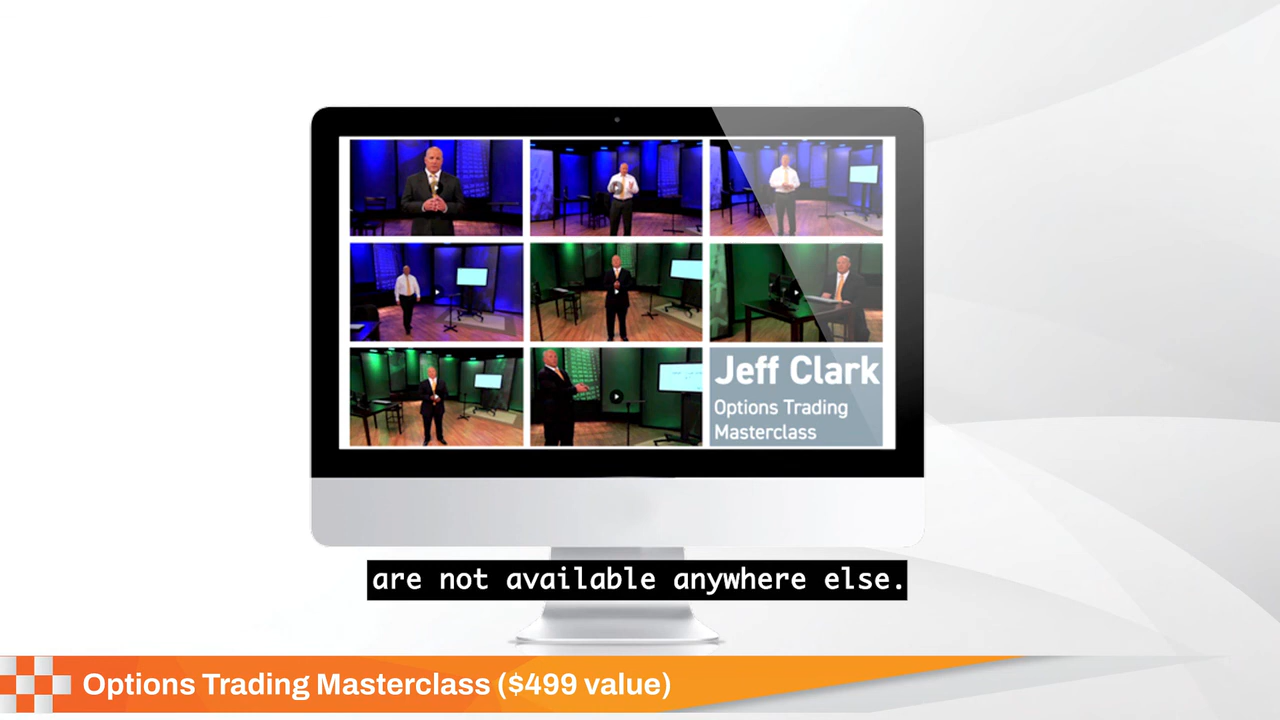 Jeff Clark
Options Trading
Masterclass
are not available anywhere else.
Options Trading Masterclass ($499 value)